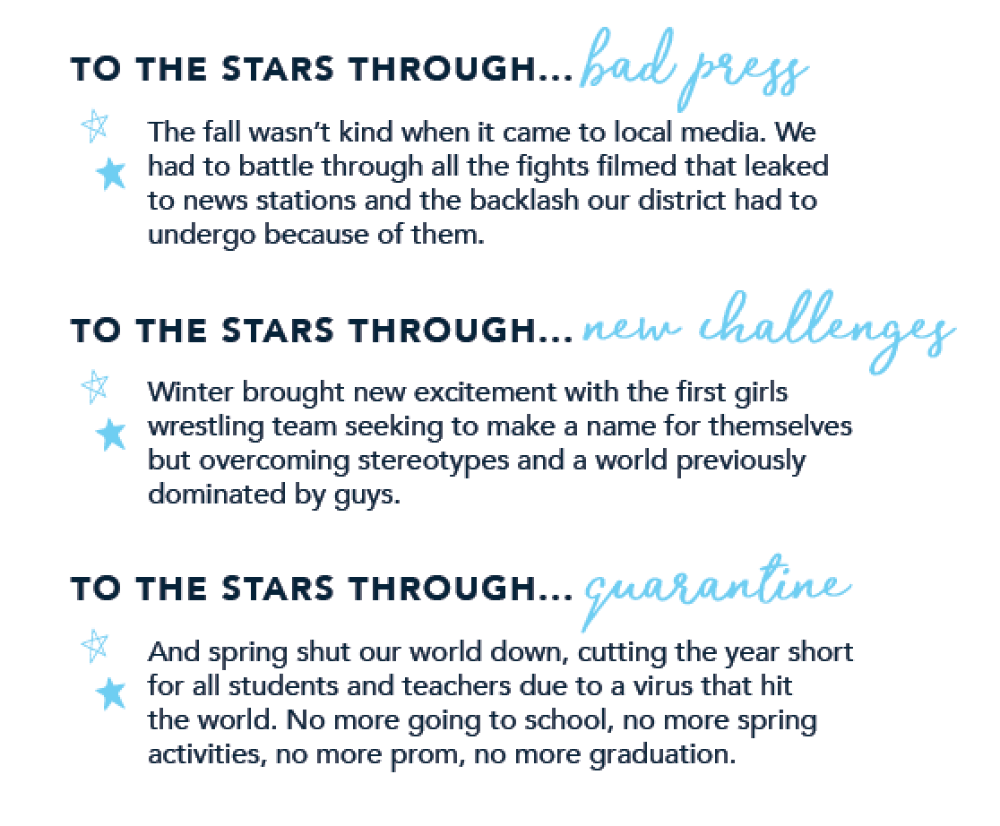 TO THE STARS THROUGH... bad press
The fall wasn't kind when it came to local media. We
had to battle through all the fights filmed that leaked
to news stations and the backlash our district had to
undergo because of them.
TO THE STARS THROUGH... new challenges
Winter brought new excitement with the first girls
wrestling team seeking to make a name for themselves
but overcoming stereotypes and a world previously
dominated by guys.
TO THE STARS THROUGH... quarantine
And spring shut our world down, cutting the year short
for all students and teachers due to a virus that hit
the world. No more going to school, no more spring
activities, no more prom, no more graduation.